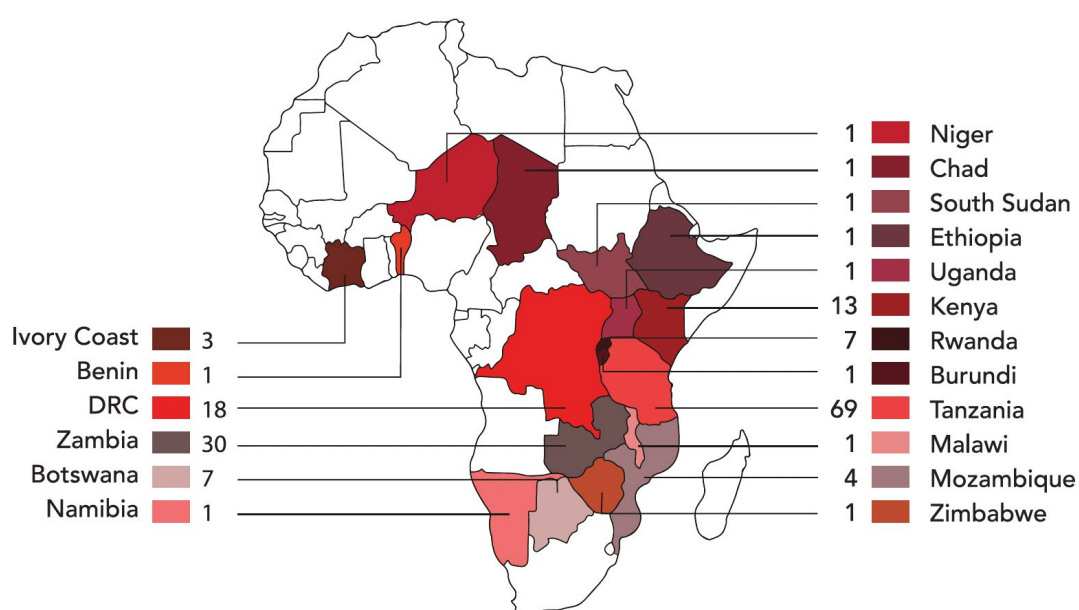 Ivory Coast 3
Benin 1
DRC 18
Zambia 30
Botswana 7
Namibia 1
1 Niger
1 Chad
1 South Sudan
1 Ethiopia
1 Uganda
13 Kenya
7 Rwanda
1 Burundi
69 Tanzania
1 Malawi
4 Mozambique
1 Zimbabwe